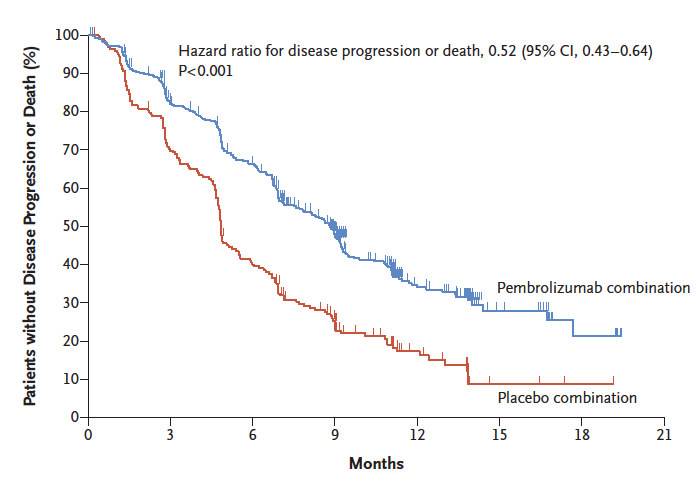 Patients without Disease Progression or Death (%)
100
90
80
70
60
50
40
30
20
10
0
Hazard ratio for disease progression or death, 0.52 (95% CI, 0.43–0.64)
P<0.001
Pembrolizumab combination
Placebo combination
0 3 6 9 12 15 18 21
Months